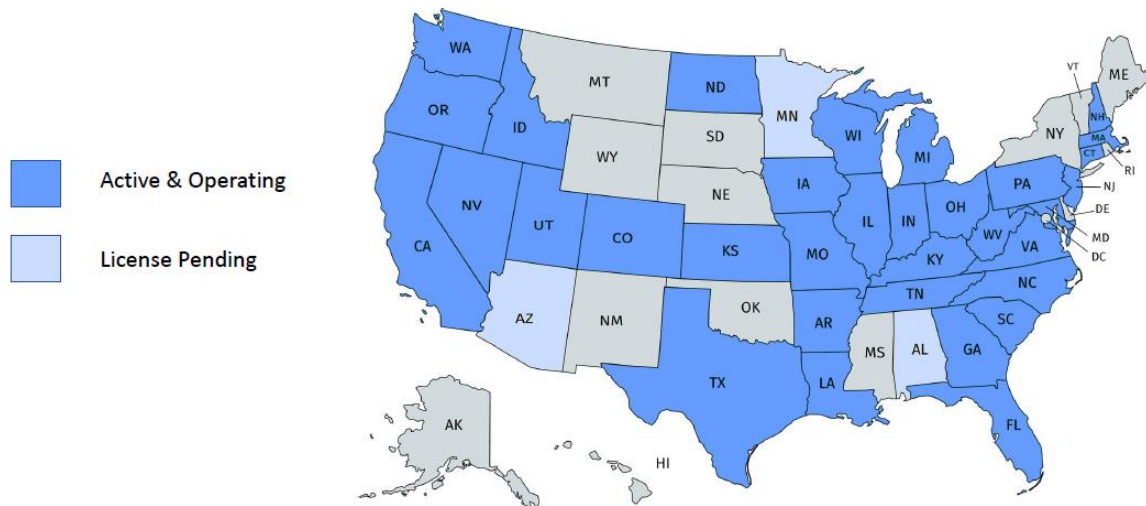 Active & Operating
License Pending
WA
MT
ND
MN
OR
ID
SD
WI
MI
VT
ME
NH
NY
MA
CT
RI
WY
NE
IA
PA
NJ
NV
UT
CO
KS
IL
IN
OH
DE
MD
DC
CA
MO
WV
VA
KY
NC
TN
AZ
NM
OK
AR
SC
MS
AL
GA
TX
LA
FL
AK
HI